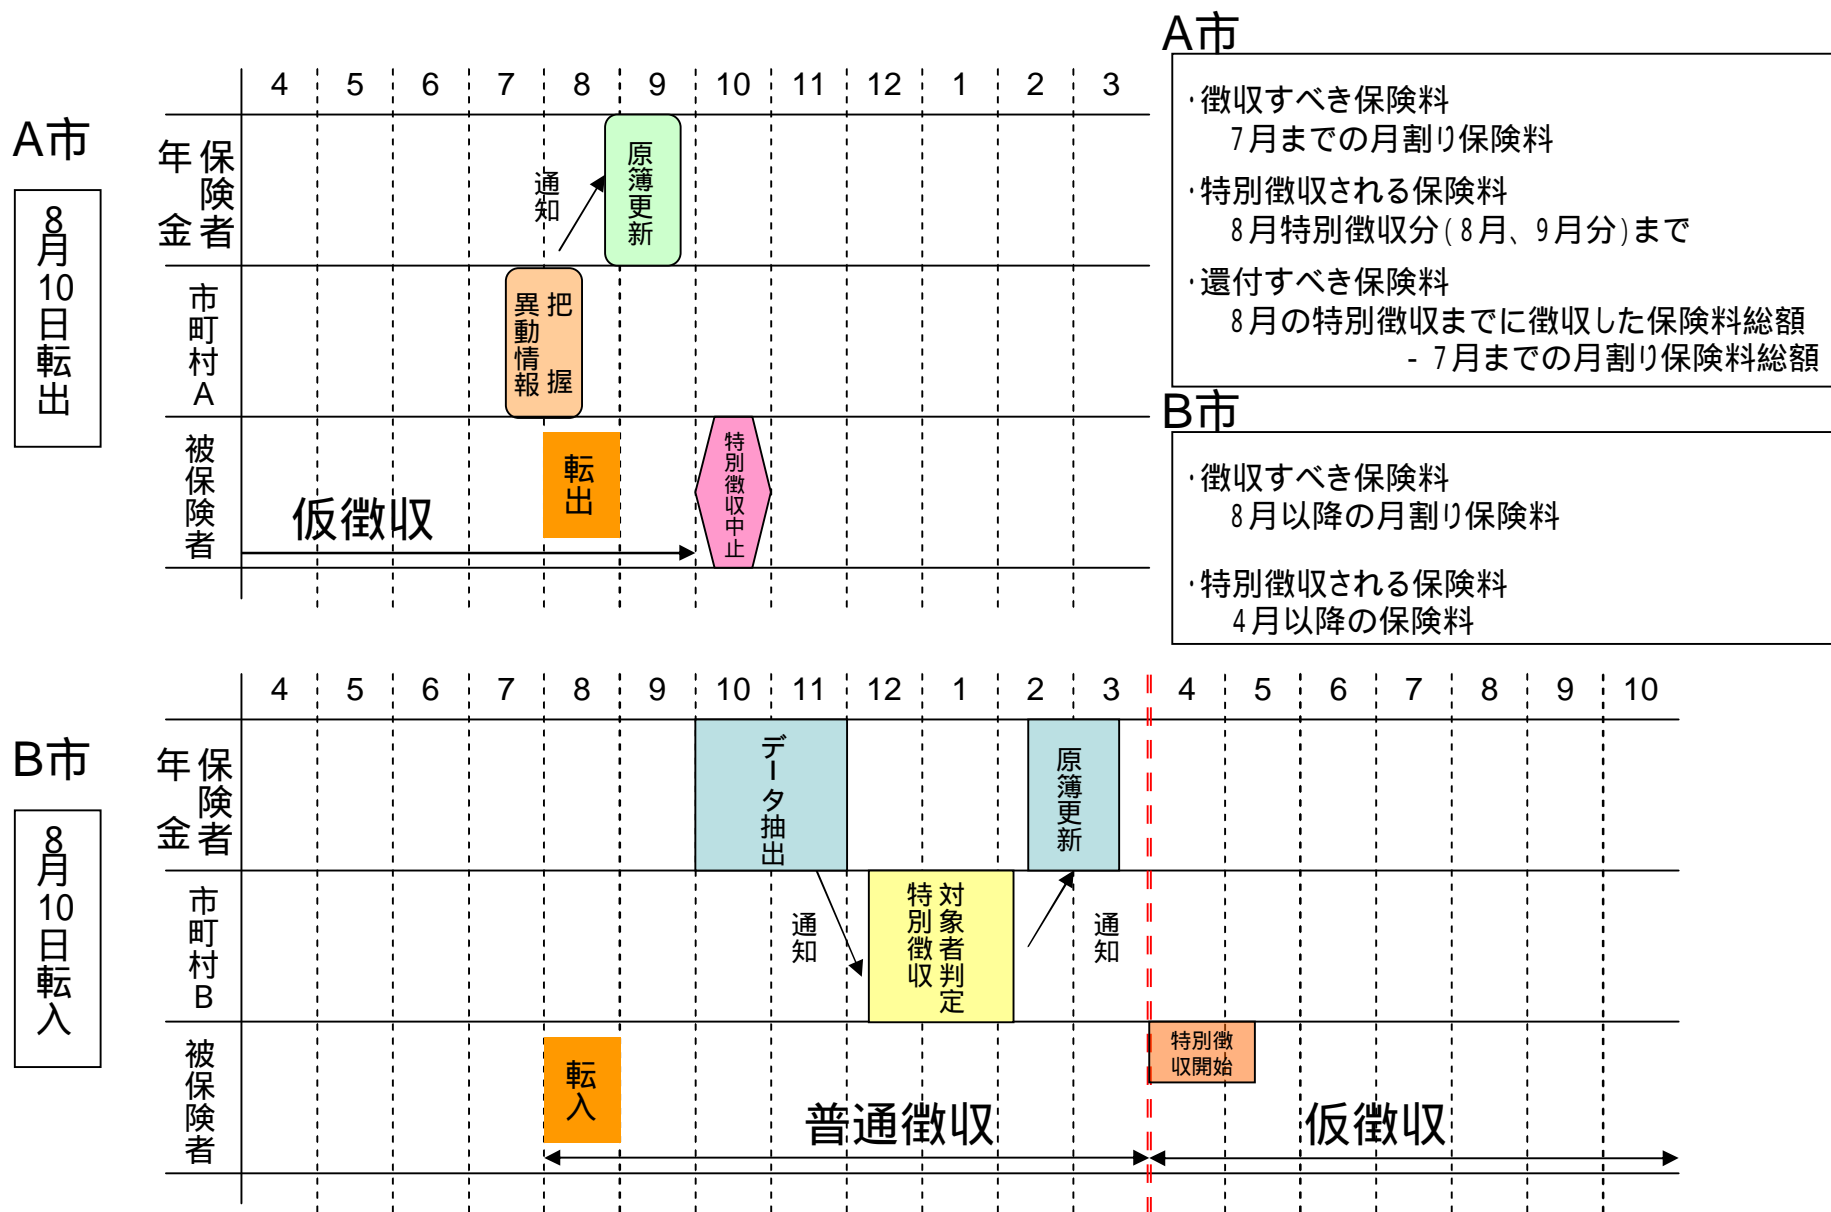 A市
・徴収すべき保険料
7月までの月割り保険料
・特別徴収される保険料
8月特別徴収分(8月、9月分)まで
・還付すべき保険料
8月の特別徴収までに徴収した保険料総額
- 7月までの月割り保険料総額
B市
・徴収すべき保険料
8月以降の月割り保険料
・特別徴収される保険料
4月以降の保険料
A市
8月10日転出
4 5 6 7 8 9 10 11 12 1 2 3
年金
保険者
通知
原簿更新
市町村A
異動情報
把握
被保険者
仮徴収
転出
特別徴収中止
B市
8月10日転入
4 5 6 7 8 9 10 11 12 1 2 3 4 5 6 7 8 9 10
年金
保険者
データ抽出
原簿更新
市町村B
通知
特別徴収
対象者判定
通知
被保険者
転入
特別徴
収開始
普通徴収
仮徴収